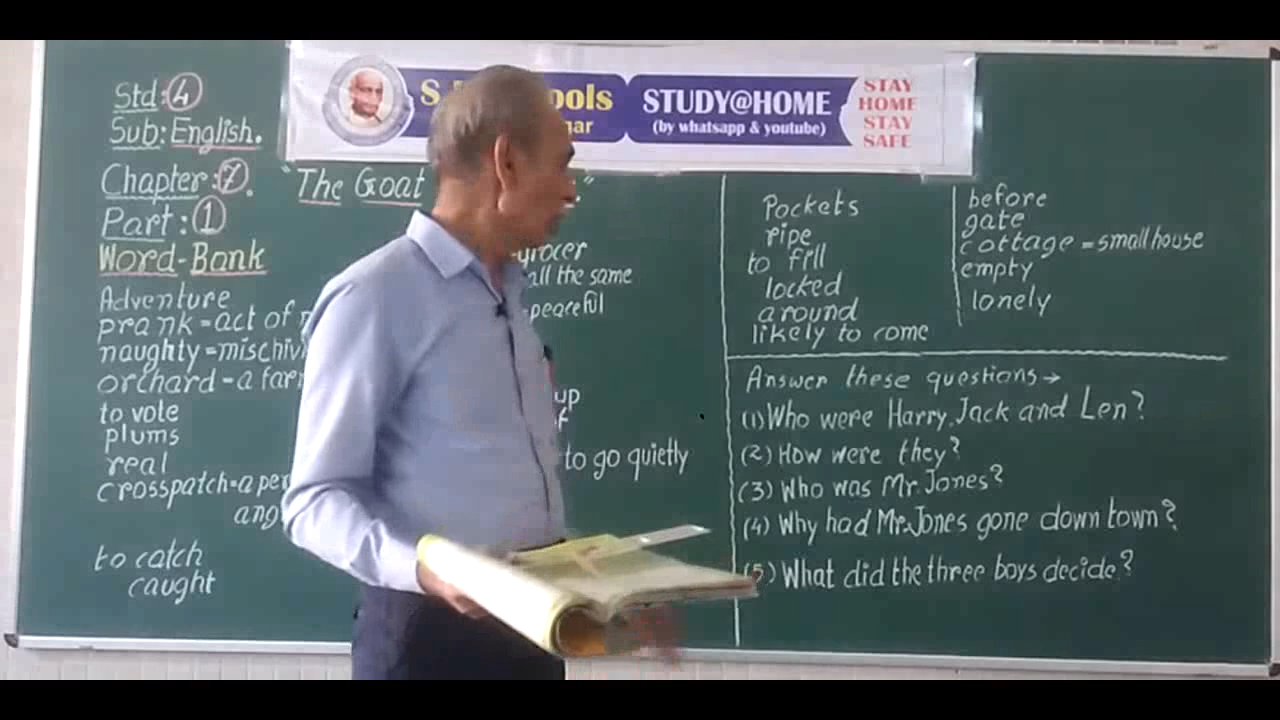 Std: 4
Sub: English.
Chapter: 7.
"The Goat
Part: 1
Word-Bank
Adventure
prank = act of
naughty = mischiv
orchard = a farm
to vote
plums
real
crosspatch = a per
ang
to catch
caught
grocer
all the same
peaceful
up
to go quietly
STUDY@HOME
(by whatsapp & youtube)
STAY
HOME
STAY
SAFE
Pockets
ripe
to fill
locked
around
likely to come
before
gate
cottage = small house
empty
lonely
Answer these questions →
(1) Who were Harry, Jack and Len?
(2) How were they?
(3) Who was Mr. Jones?
(4) Why had Mr. Jones gone down town?
(5) What did the three boys decide?